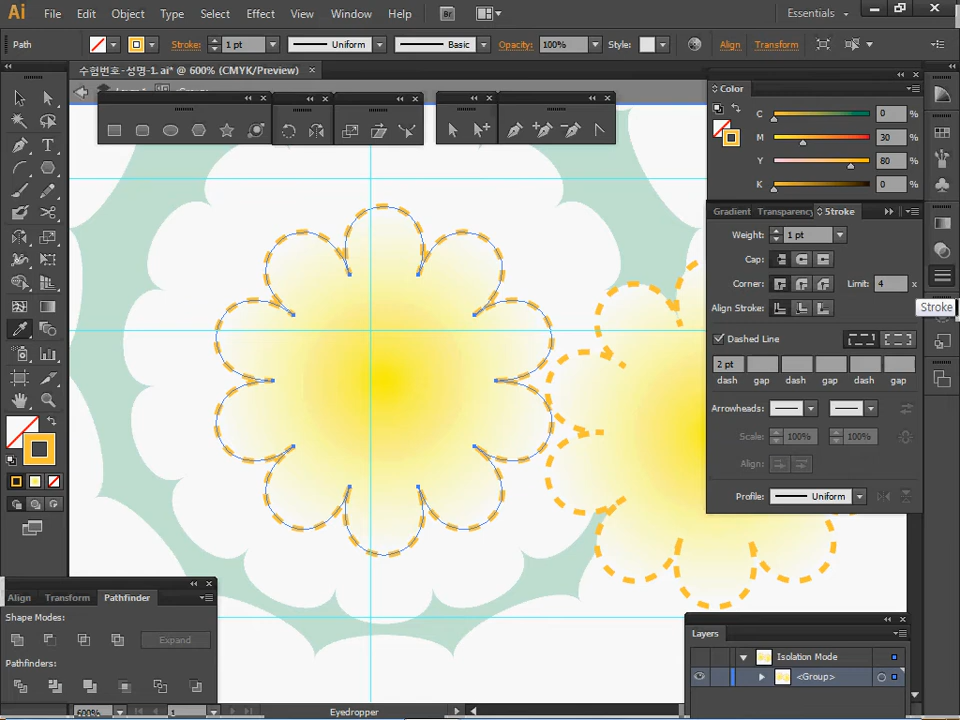 Ai File Edit Object Type Select Effect View Window Help Br Essentials
Path Stroke: 1 pt Uniform Basic Opacity: 100% Style: Align Transform
수험번호-성명-1.ai* @ 600% (CMYK/Preview)
Color
C 0 %
M 30 %
Y 80 %
K 0 %
Gradient Transparency Stroke
Weight: 1 pt
Cap:
Corner: Limit: 4 x
Align Stroke:
Stroke
Dashed Line
2 pt
dash gap dash gap dash gap
Arrowheads:
Scale: 100% 100%
Align:
Profile: Uniform
Align Transform Pathfinder
Shape Modes:
Expand
Pathfinders:
Layers
Isolation Mode
<Group>
600% 1 Eyedropper